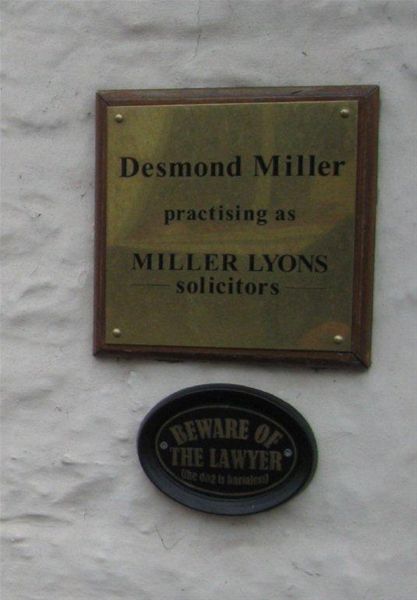 Desmond Miller
practising as
MILLER LYONS
solicitors
BEWARE OF
THE LAWYER
(the dog is harmless)